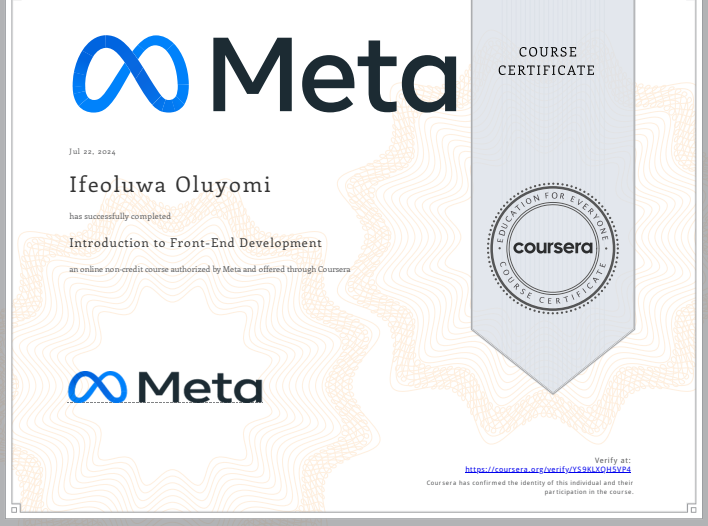 Meta
COURSE
CERTIFICATE
Jul 22, 2024
Ifeoluwa Oluyomi
has successfully completed
Introduction to Front-End Development
an online non-credit course authorized by Meta and offered through Coursera
EDUCATION FOR EVERYONE
coursera
COURSE CERTIFICATE
Meta
Verify at:
https://coursera.org/verify/YS9KLXQH5VP4
Coursera has confirmed the identity of this individual and their
participation in the course.